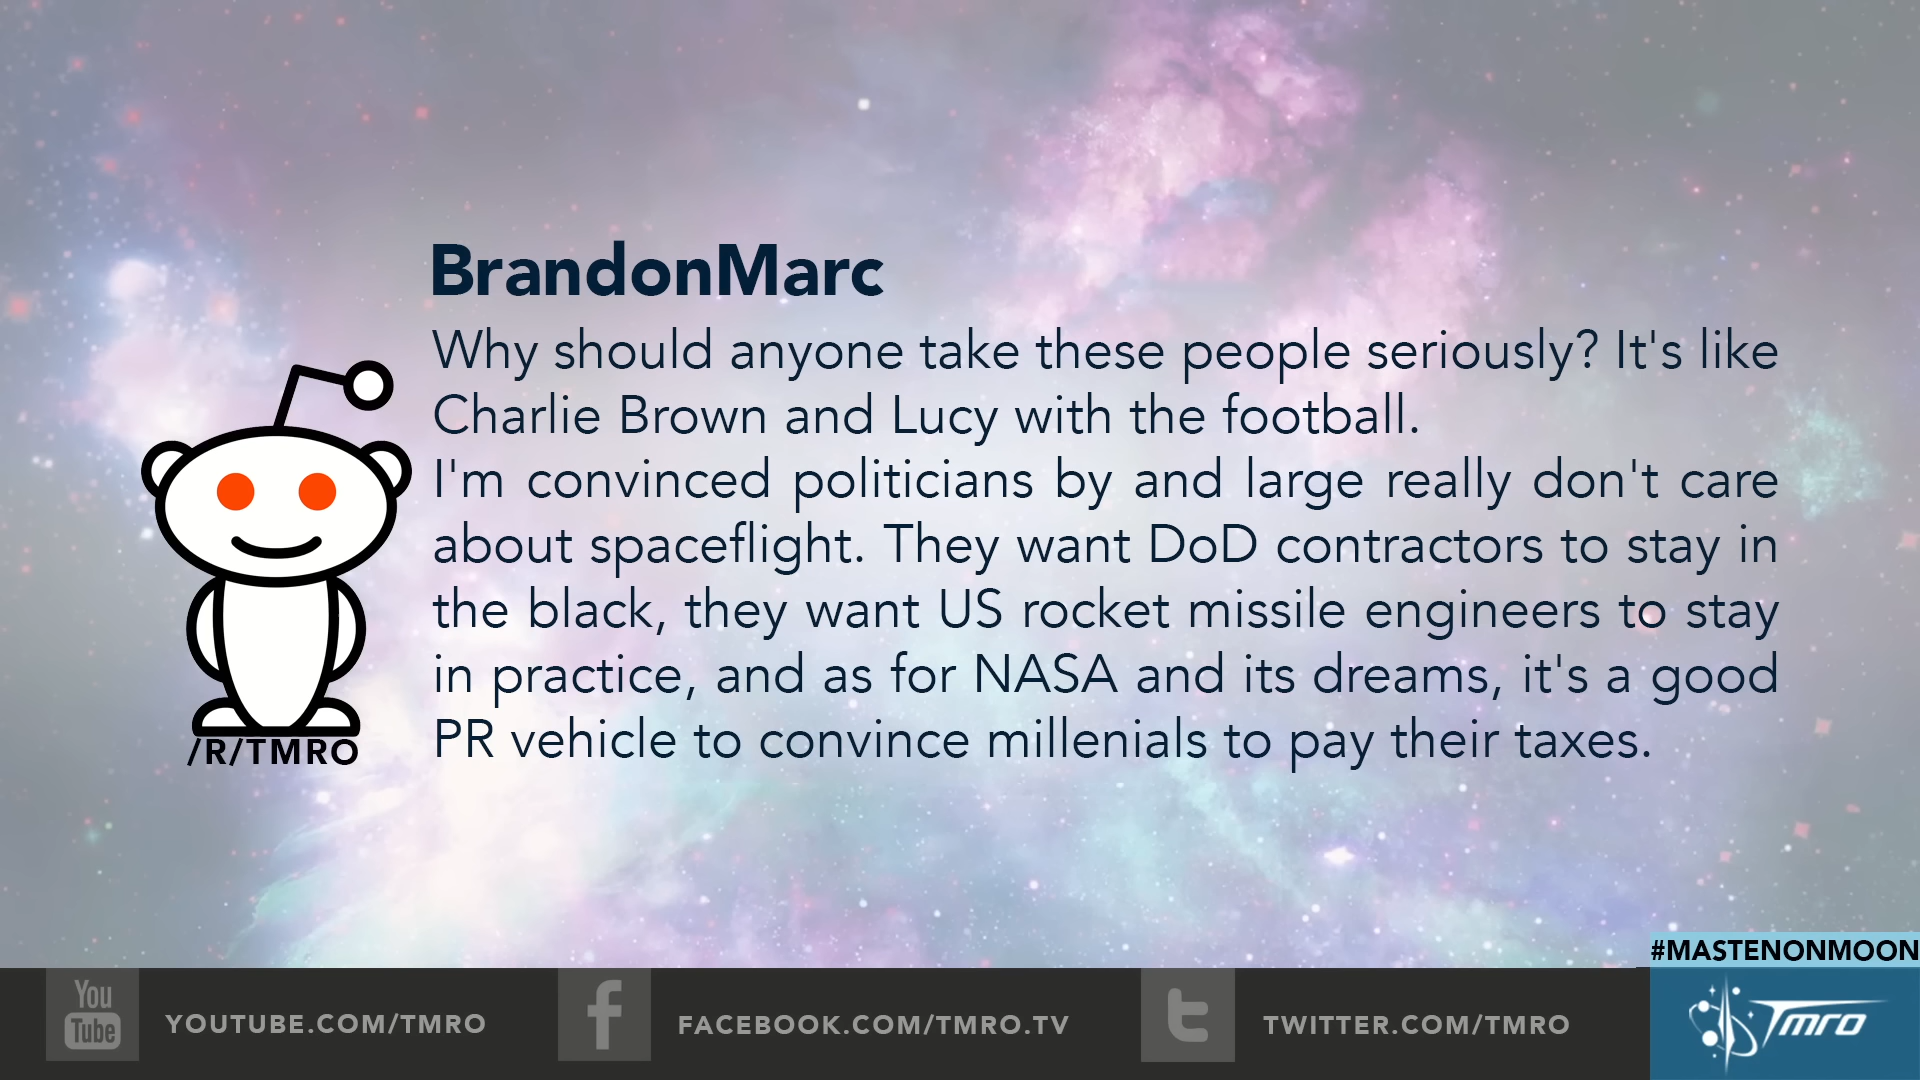 BrandonMarc
Why should anyone take these people seriously? It's like
Charlie Brown and Lucy with the football.
I'm convinced politicians by and large really don't care
about spaceflight. They want DoD contractors to stay in
the black, they want US rocket missile engineers to stay
in practice, and as for NASA and its dreams, it's a good
PR vehicle to convince millenials to pay their taxes.
/R/TMRO
#MASTENONMOON
You
Tube
YOUTUBE.COM/TMRO
f
FACEBOOK.COM/TMRO.TV
t
TWITTER.COM/TMRO
Tmro